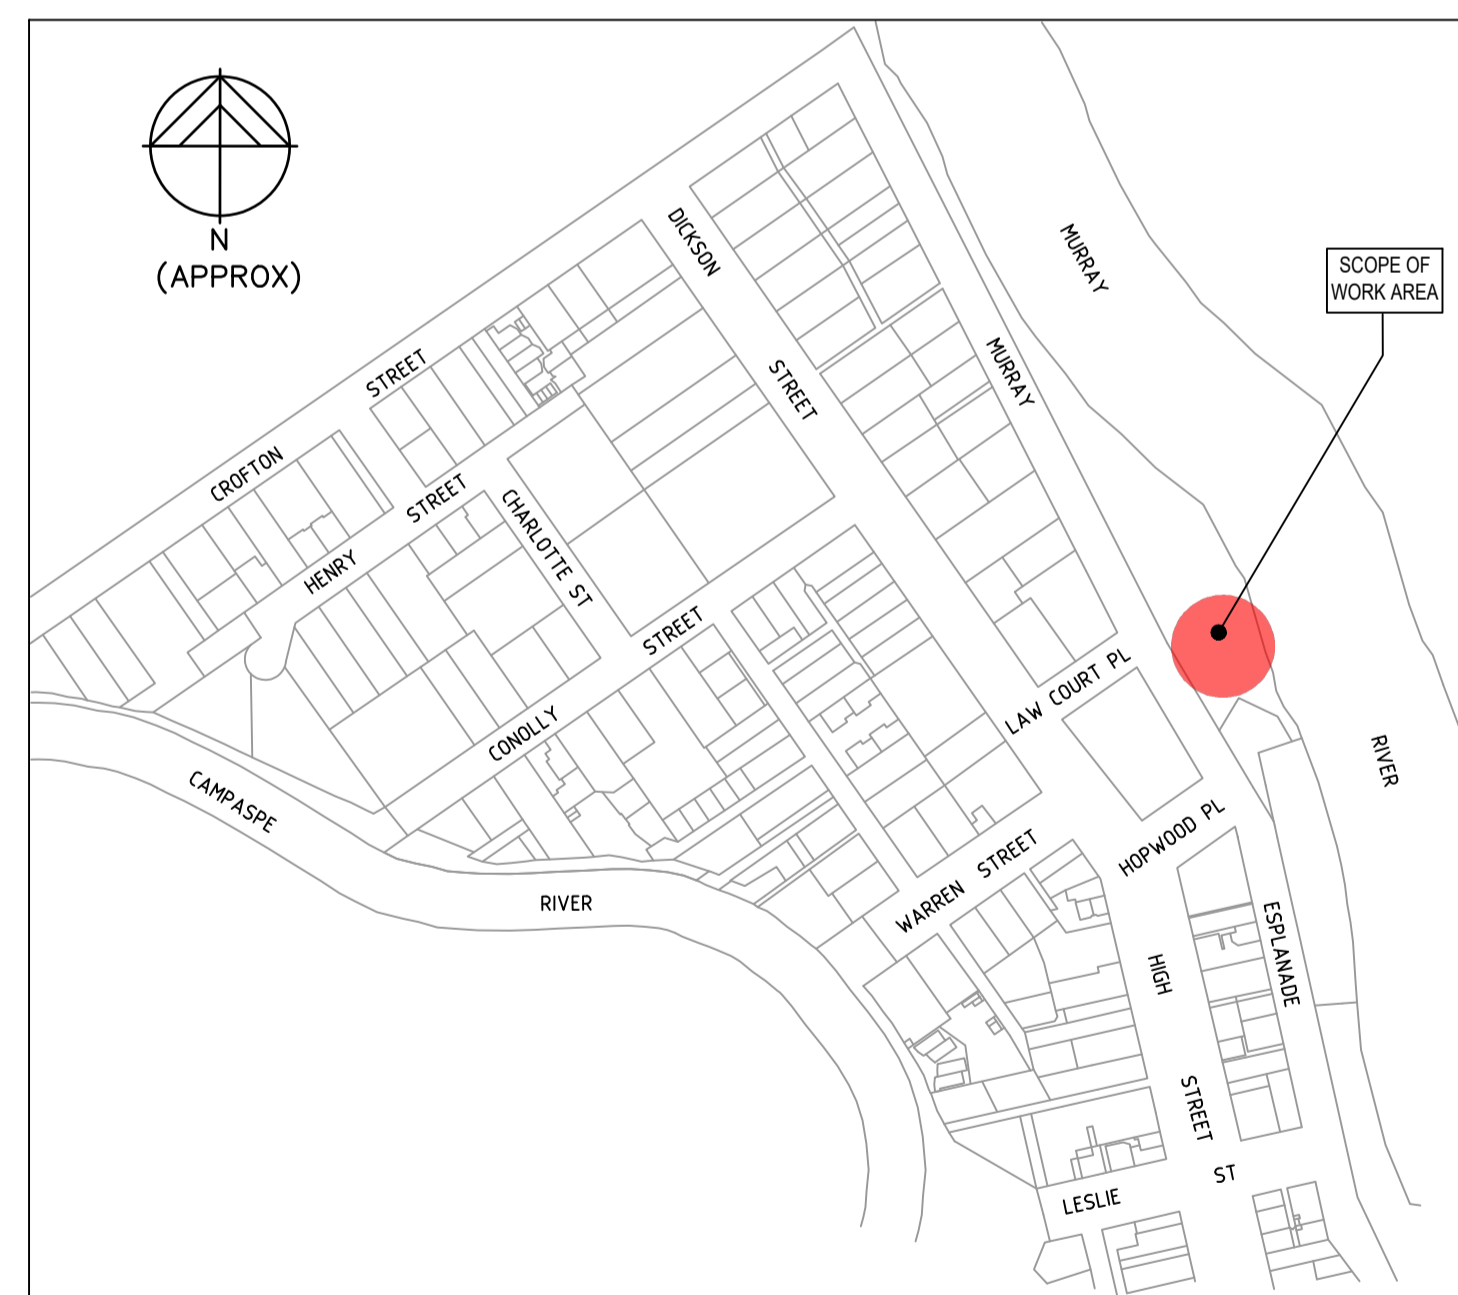 N
(APPROX)
DICKSON
STREET
MURRAY
RIVER
SCOPE OF
WORK AREA
MURRAY
CROFTON
STREET
HENRY
STREET
CHARLOTTE ST
CONOLLY
STREET
LAW COURT PL
CAMPASPE
RIVER
WARREN STREET
HOPWOOD PL
ESPLANADE
HIGH
STREET
LESLIE
ST